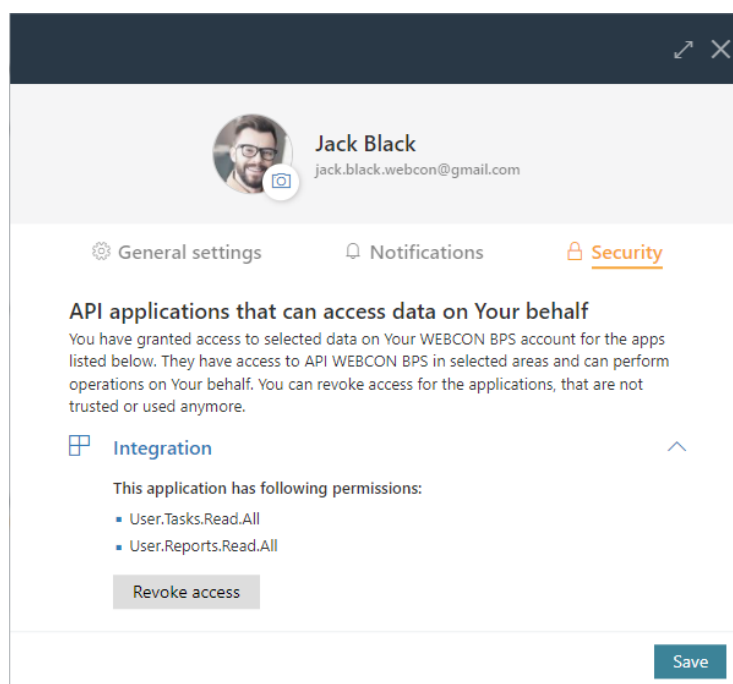 Jack Black
jack.black.webcon@gmail.com
General settings
Notifications
Security
API applications that can access data on Your behalf
You have granted access to selected data on Your WEBCON BPS account for the apps
listed below. They have access to API WEBCON BPS in selected areas and can perform
operations on Your behalf. You can revoke access for the applications, that are not
trusted or used anymore.
Integration
This application has following permissions:
User.Tasks.Read.All
User.Reports.Read.All
Revoke access
Save